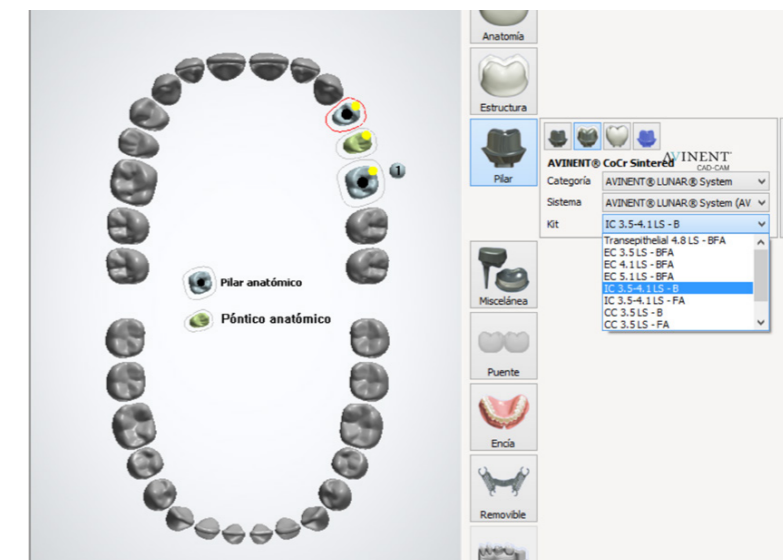 Anatomía
Estructura
Pilar
AVINENT® CoCr Sintered
AVINENT®
CAD-CAM
Categoría AVINENT® LUNAR® System
Sistema AVINENT® LUNAR® System (AV
Kit IC 3.5-4.1 LS - B
Transepithelial 4.8 LS - BFA
EC 3.5 LS - BFA
EC 4.1 LS - BFA
EC 5.1 LS - BFA
IC 3.5-4.1 LS - B
IC 3.5-4.1 LS - FA
CC 3.5 LS - B
CC 3.5 LS - FA
1
Pilar anatómico
Póntico anatómico
Miscelánea
Puente
Encía
Removible